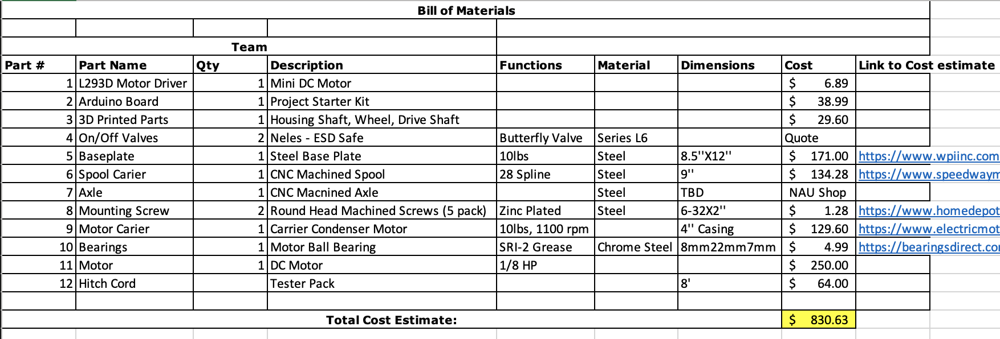 Bill of Materials
Team
Part # Part Name Qty Description Functions Material Dimensions Cost Link to Cost estimate
1 L293D Motor Driver 1 Mini DC Motor $ 6.89
2 Arduino Board 1 Project Starter Kit $ 38.99
3 3D Printed Parts 1 Housing Shaft, Wheel, Drive Shaft $ 29.60
4 On/Off Valves 2 Neles - ESD Safe Butterfly Valve Series L6 Quote
5 Baseplate 1 Steel Base Plate 10lbs Steel 8.5''X12'' $ 171.00 https://www.wpiinc.com
6 Spool Carier 1 CNC Machined Spool 28 Spline Steel 9'' $ 134.28 https://www.speedwaym
7 Axle 1 CNC Macnined Axle Steel TBD NAU Shop
8 Mounting Screw 2 Round Head Machined Screws (5 pack) Zinc Plated Steel 6-32X2'' $ 1.28 https://www.homedepot
9 Motor Carier 1 Carrier Condenser Motor 10lbs, 1100 rpm 4'' Casing $ 129.60 https://www.electricmot
10 Bearings 1 Motor Ball Bearing SRI-2 Grease Chrome Steel 8mm22mm7mm $ 4.99 https://bearingsdirect.co
11 Motor 1 DC Motor 1/8 HP $ 250.00
12 Hitch Cord Tester Pack 8' $ 64.00
Total Cost Estimate: $ 830.63